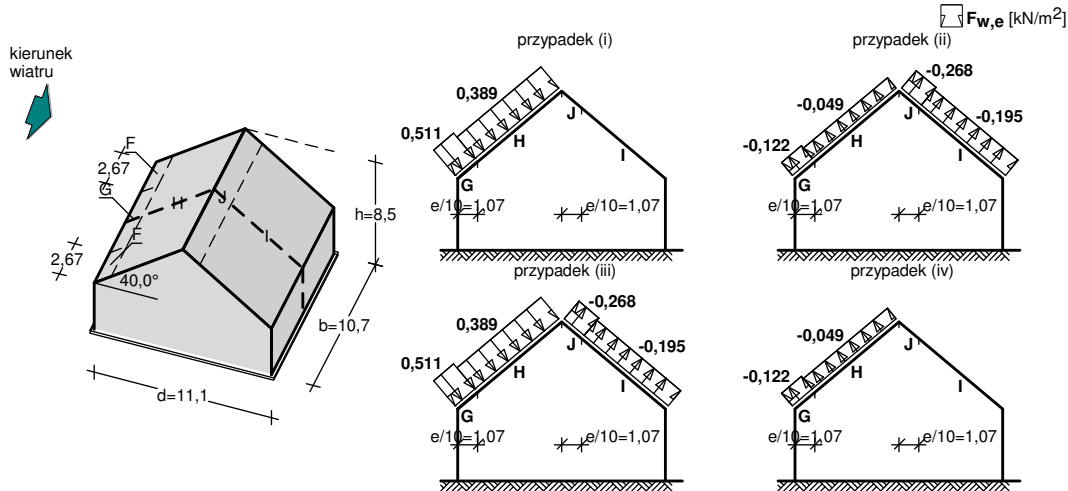 Fw,e [kN/m2]
kierunek
wiatru
F
2,67
G
H
J
F
I
2,67
40,0°
h=8,5
b=10,7
d=11,1
przypadek (i)
0,389
0,511
H
J
I
G
e/10=1,07
e/10=1,07
przypadek (ii)
-0,268
-0,049
-0,195
-0,122
H
J
I
G
e/10=1,07
e/10=1,07
przypadek (iii)
-0,268
0,389
-0,195
0,511
H
J
I
G
e/10=1,07
e/10=1,07
przypadek (iv)
-0,049
-0,122
H
J
G
e/10=1,07
e/10=1,07